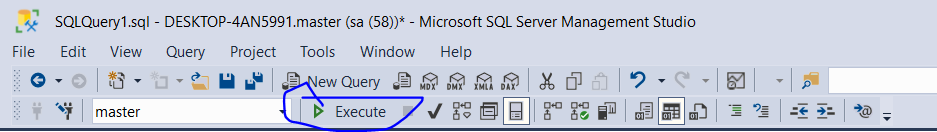 SQLQuery1.sql - DESKTOP-4AN5991.master (sa (58))* - Microsoft SQL Server Management Studio
File Edit View Query Project Tools Window Help
New Query MDX DMX XMLA DAX
master Execute